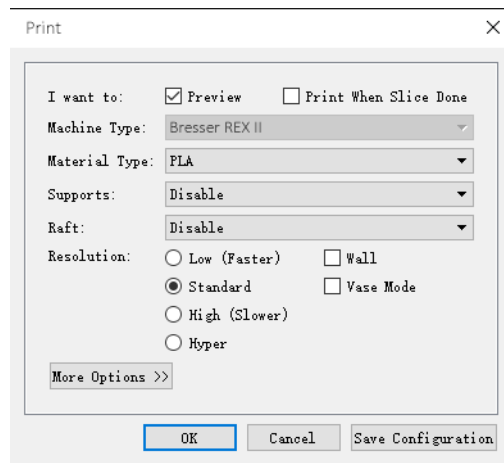 Print
I want to: Preview Print When Slice Done
Machine Type: Bresser REX II
Material Type: PLA
Supports: Disable
Raft: Disable
Resolution: Low (Faster) Wall
Standard Vase Mode
High (Slower)
Hyper
More Options >>
OK Cancel Save Configuration